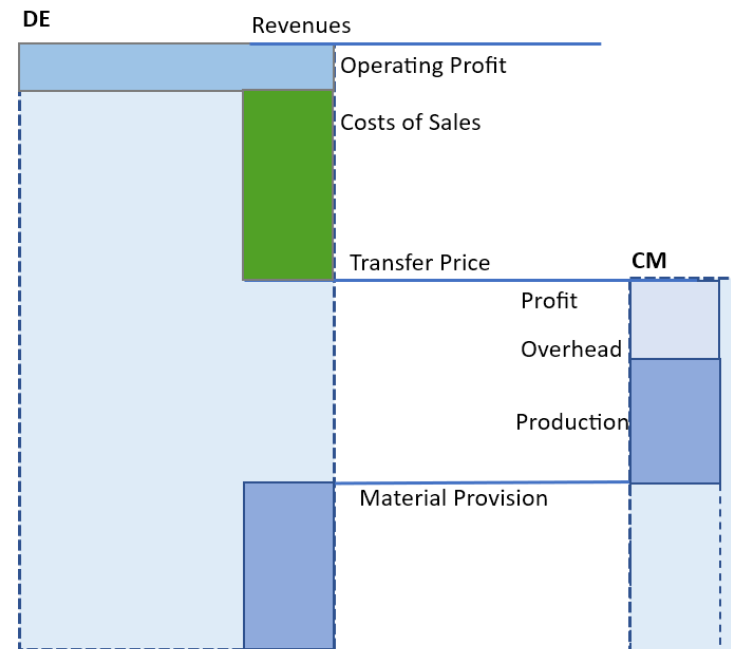 DE
Revenues
Operating Profit
Costs of Sales
Transfer Price
CM
Profit
Overhead
Production
Material Provision